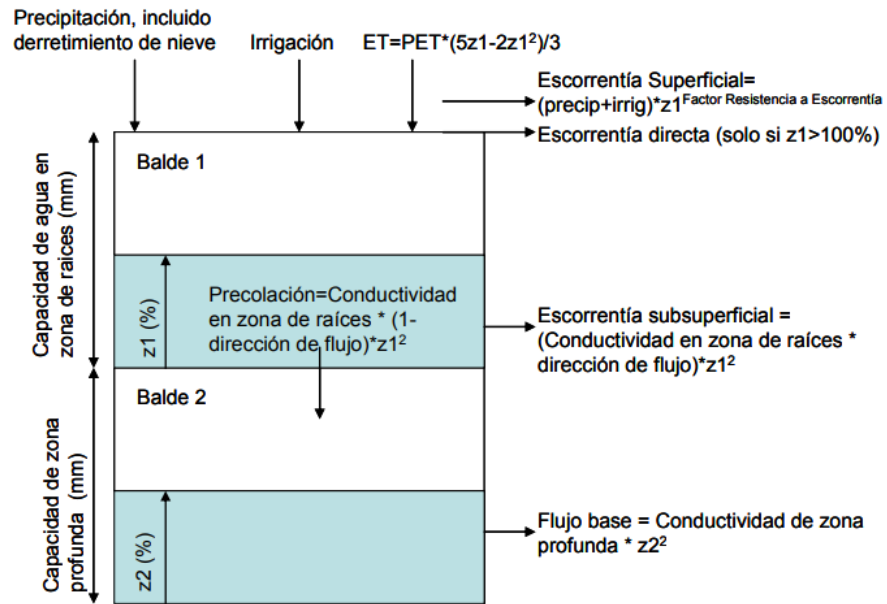 Precipitación, incluido
derretimiento de nieve
Irrigación
ET=PET*(5z1-2z1²)/3
Escorrentía Superficial=
(precip+irrig)*z1^Factor Resistencia a Escorrentía
Escorrentía directa (solo si z1>100%)
Capacidad de agua en
zona de raices (mm)
Balde 1
z1 (%)
Precolación=Conductividad
en zona de raíces * (1-
dirección de flujo)*z1²
Escorrentía subsuperficial =
(Conductividad en zona de raíces *
dirección de flujo)*z1²
Capacidad de zona
profunda (mm)
Balde 2
z2 (%)
Flujo base = Conductividad de zona
profunda * z2²